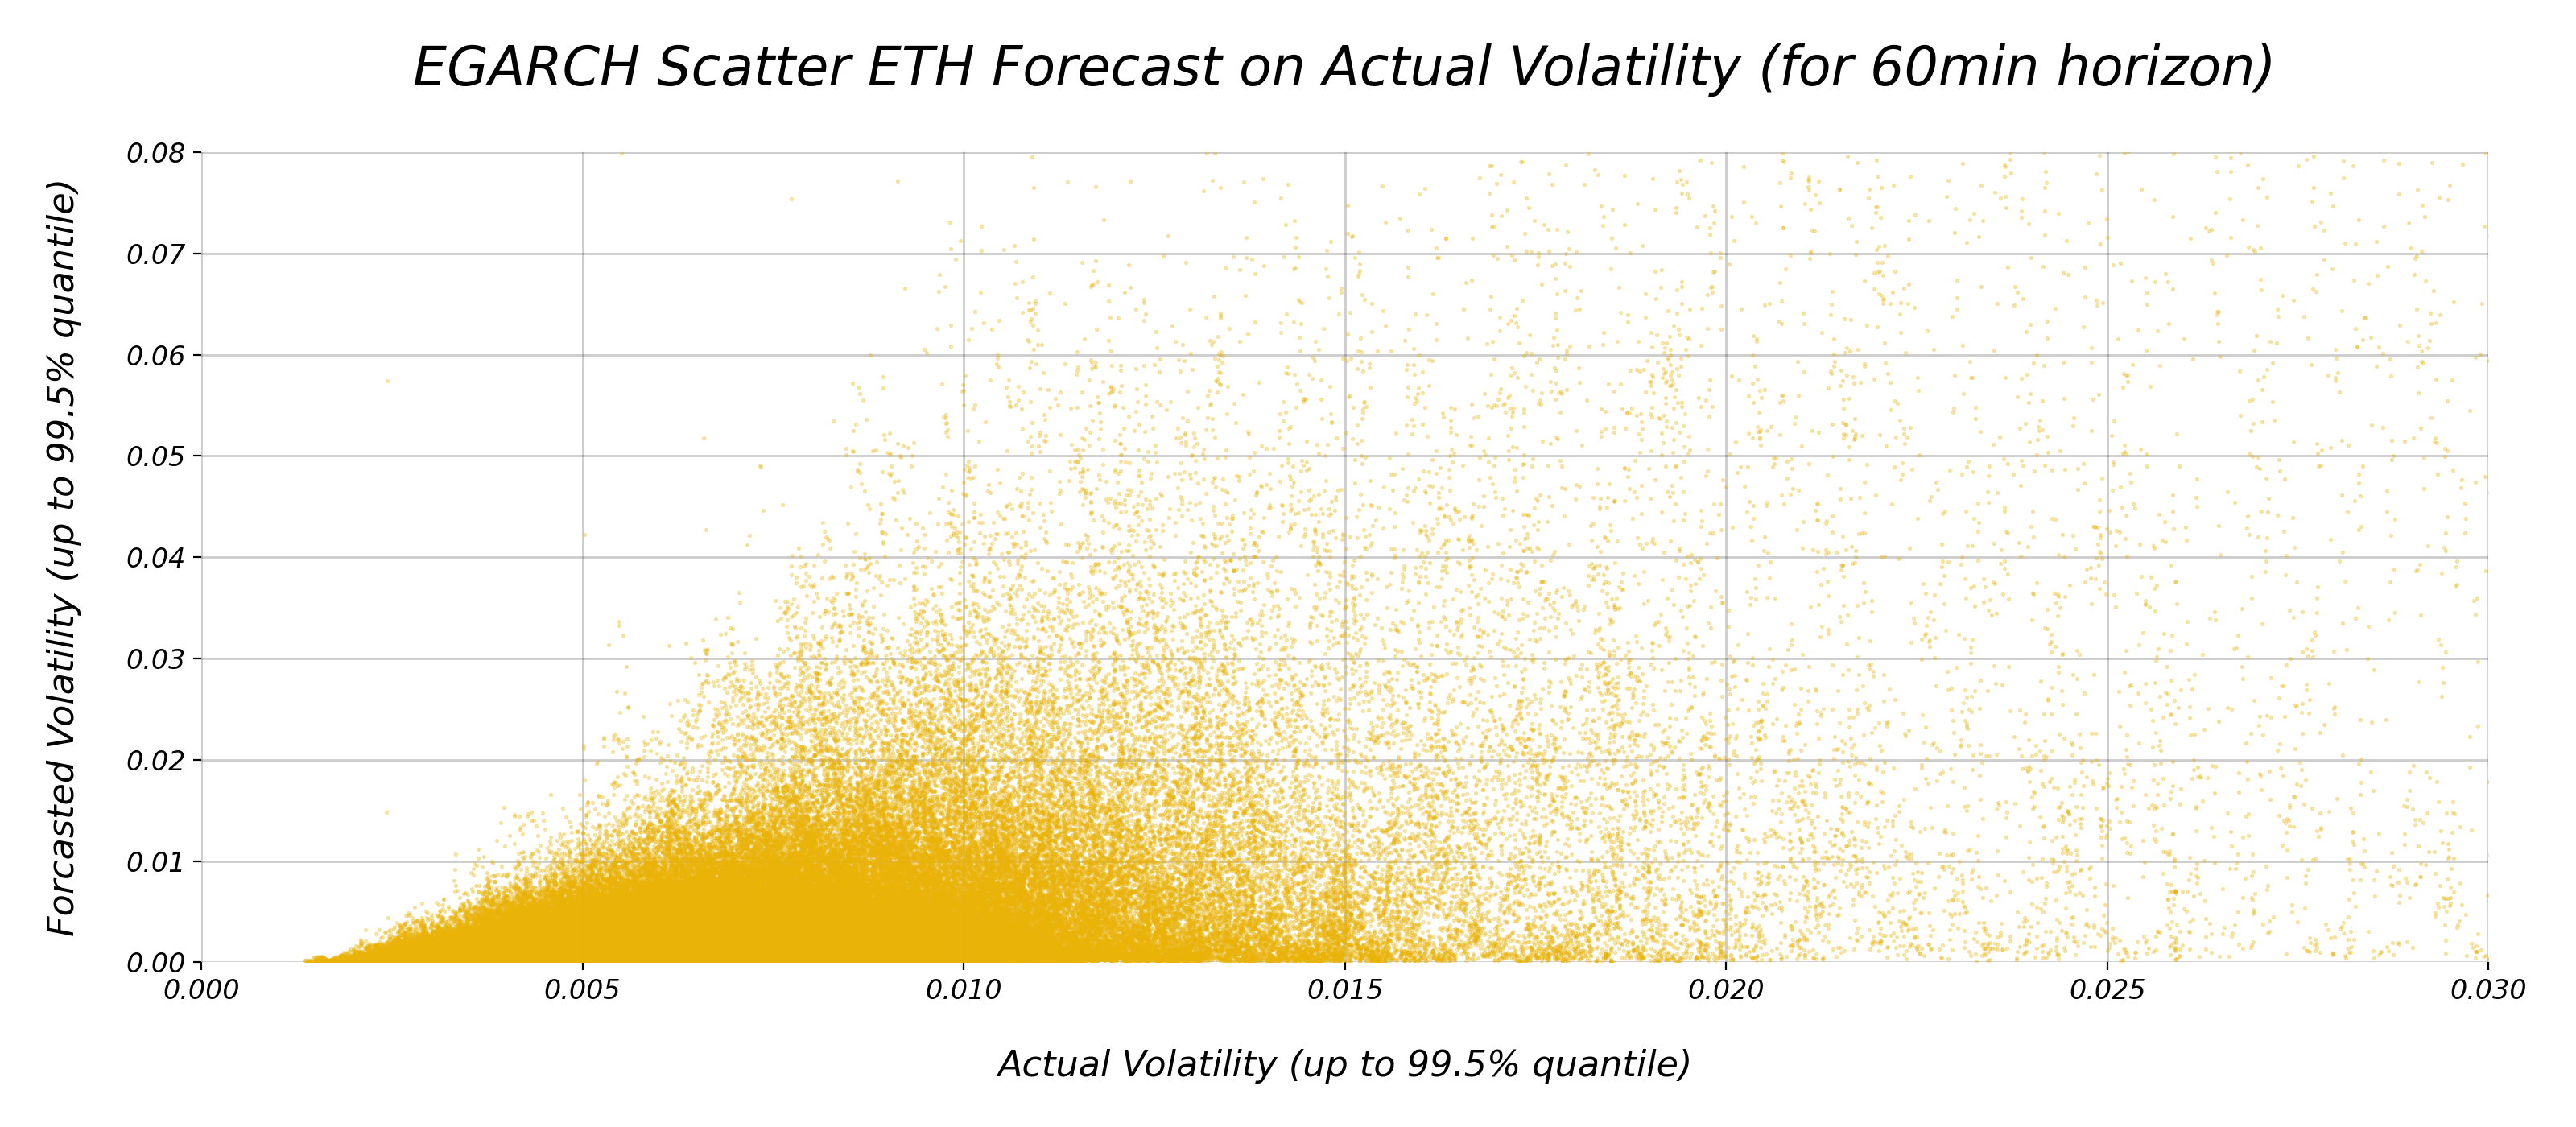 EGARCH Scatter ETH Forecast on Actual Volatility (for 60min horizon)
Forcasted Volatility (up to 99.5% quantile)
0.08
0.07
0.06
0.05
0.04
0.03
0.02
0.01
0.00
0.000 0.005 0.010 0.015 0.020 0.025 0.030
Actual Volatility (up to 99.5% quantile)